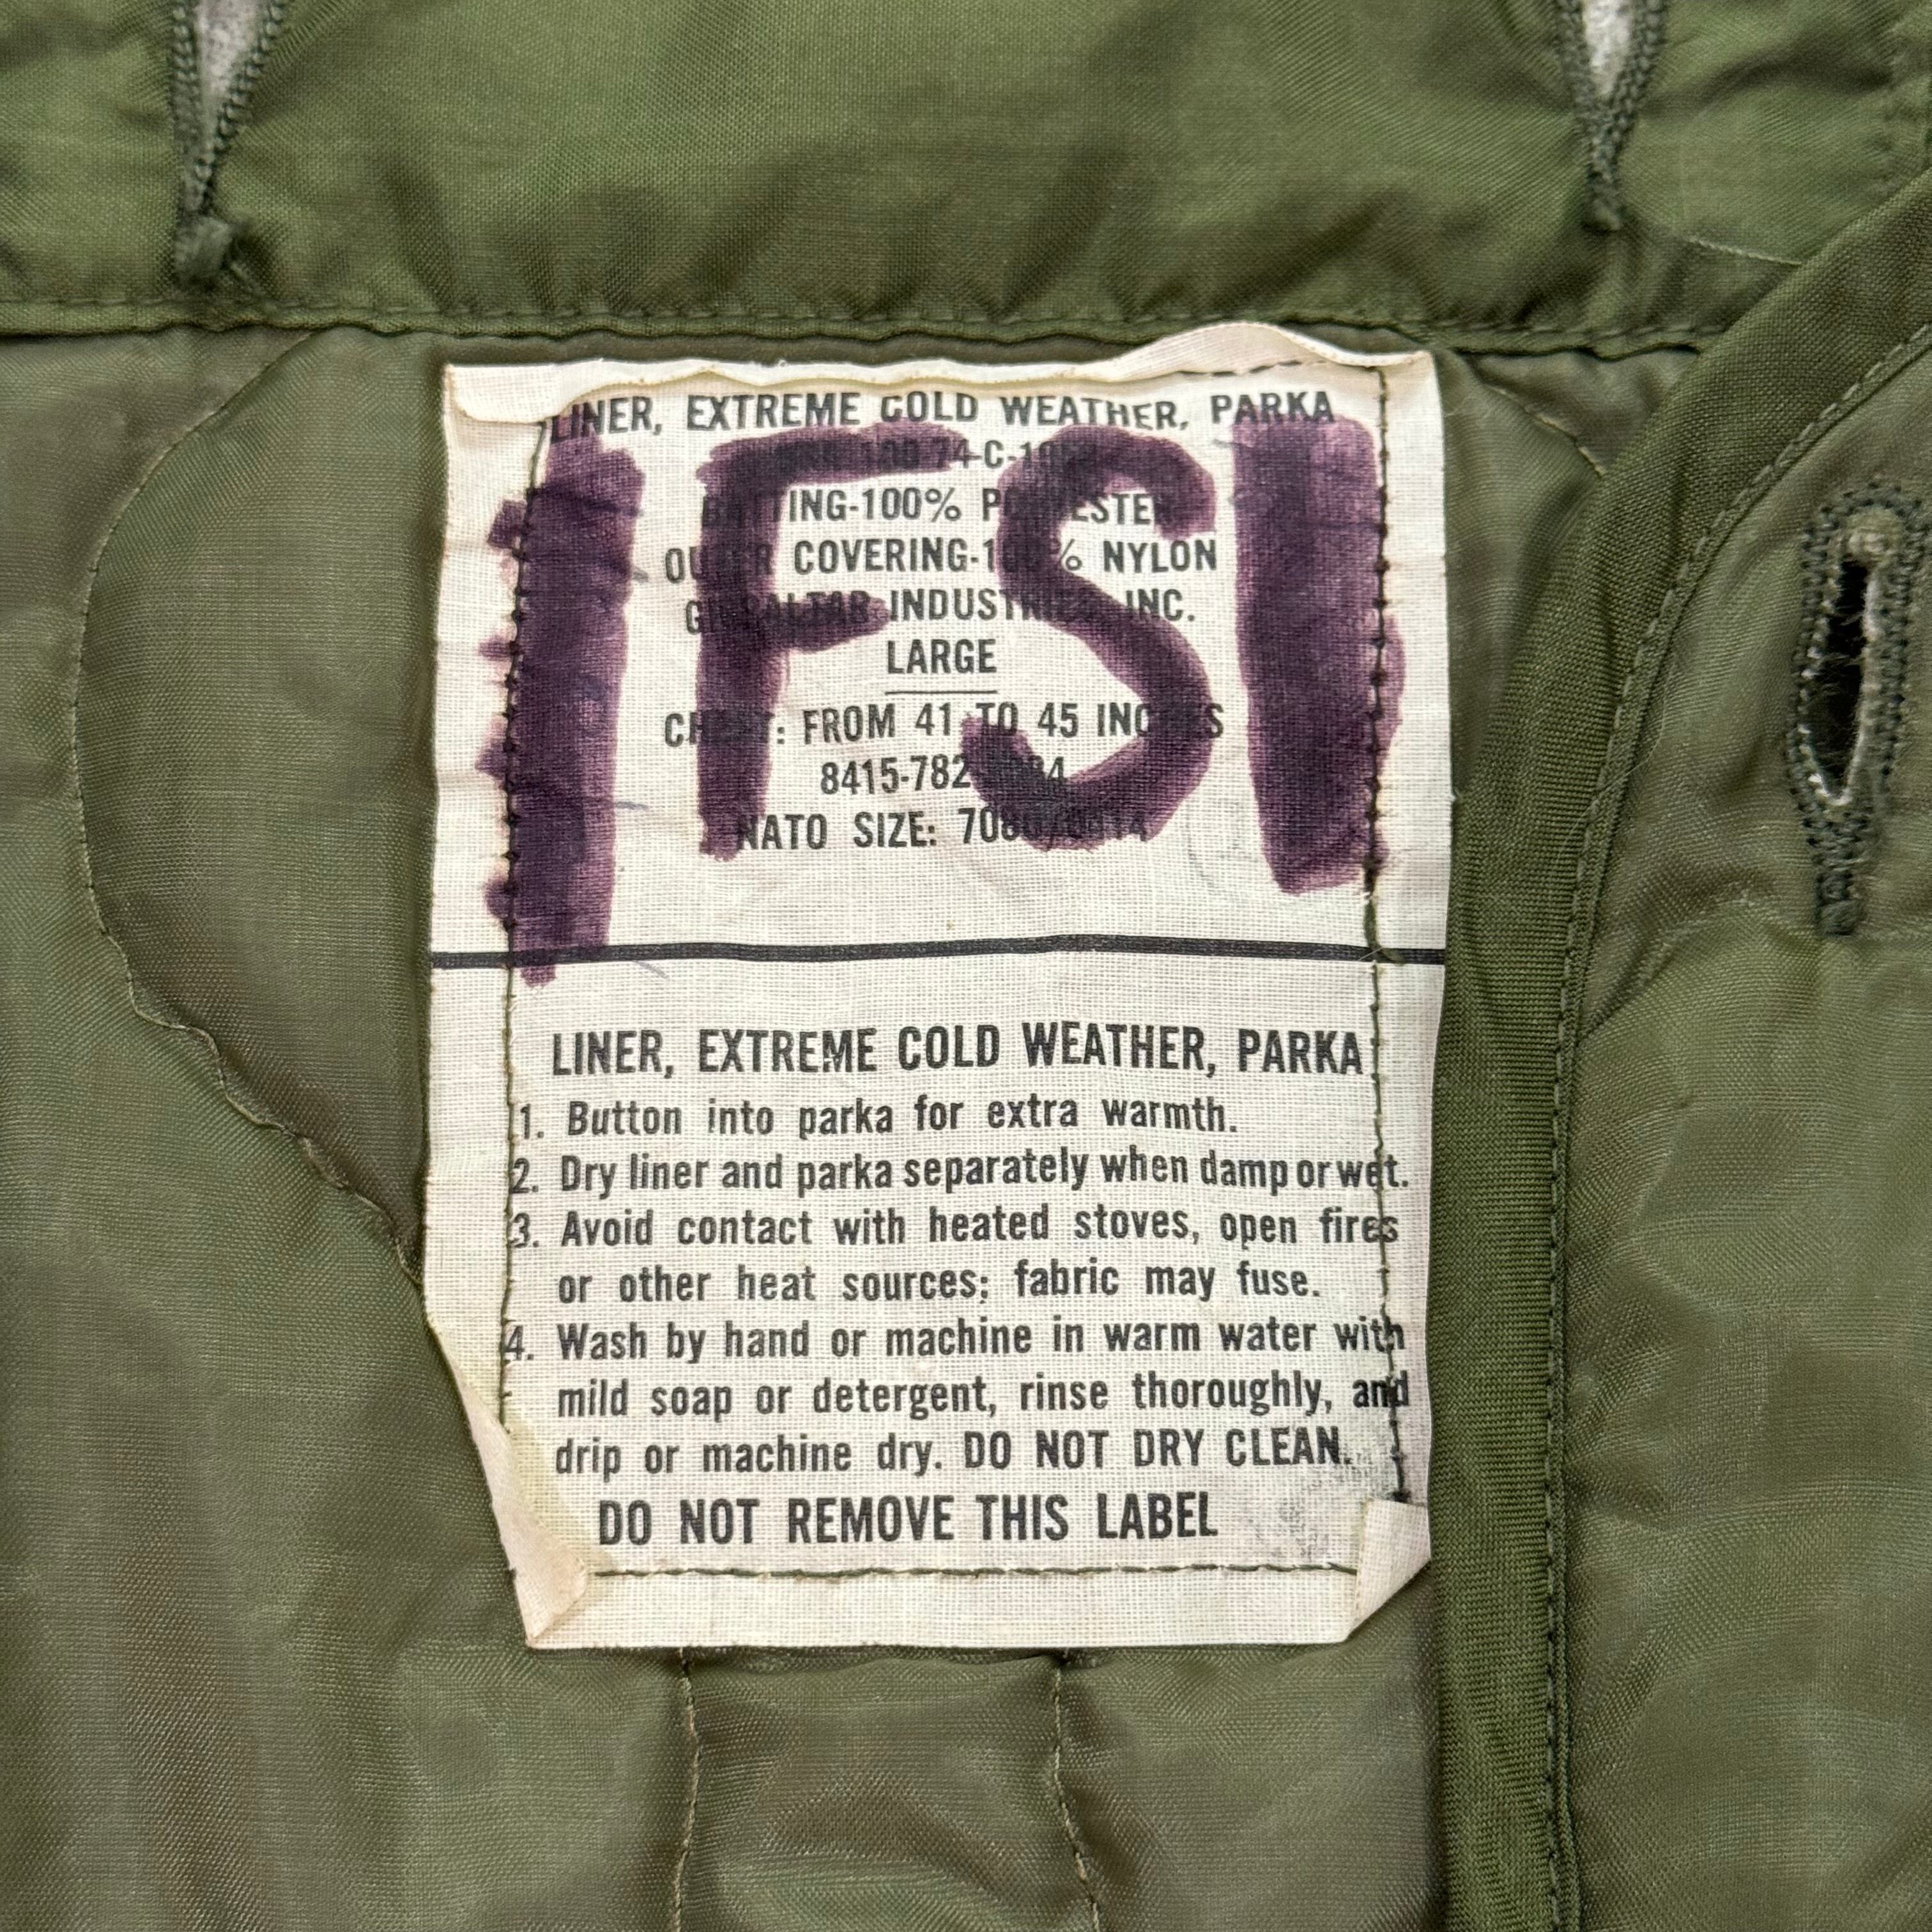 LINER, EXTREME COLD WEATHER, PARKA
BATTING-100% POLYESTER
OUTER COVERING-100% NYLON
GIBRALTAR INDUSTRIES, INC.
LARGE
CHEST: FROM 41 TO 45 INCHES
8415-782
NATO SIZE:
FS
LINER, EXTREME COLD WEATHER, PARKA
1. Button into parka for extra warmth.
2. Dry liner and parka separately when damp or wet.
3. Avoid contact with heated stoves, open fires
or other heat sources; fabric may fuse.
4. Wash by hand or machine in warm water with
mild soap or detergent, rinse thoroughly, and
drip or machine dry. DO NOT DRY CLEAN.
DO NOT REMOVE THIS LABEL